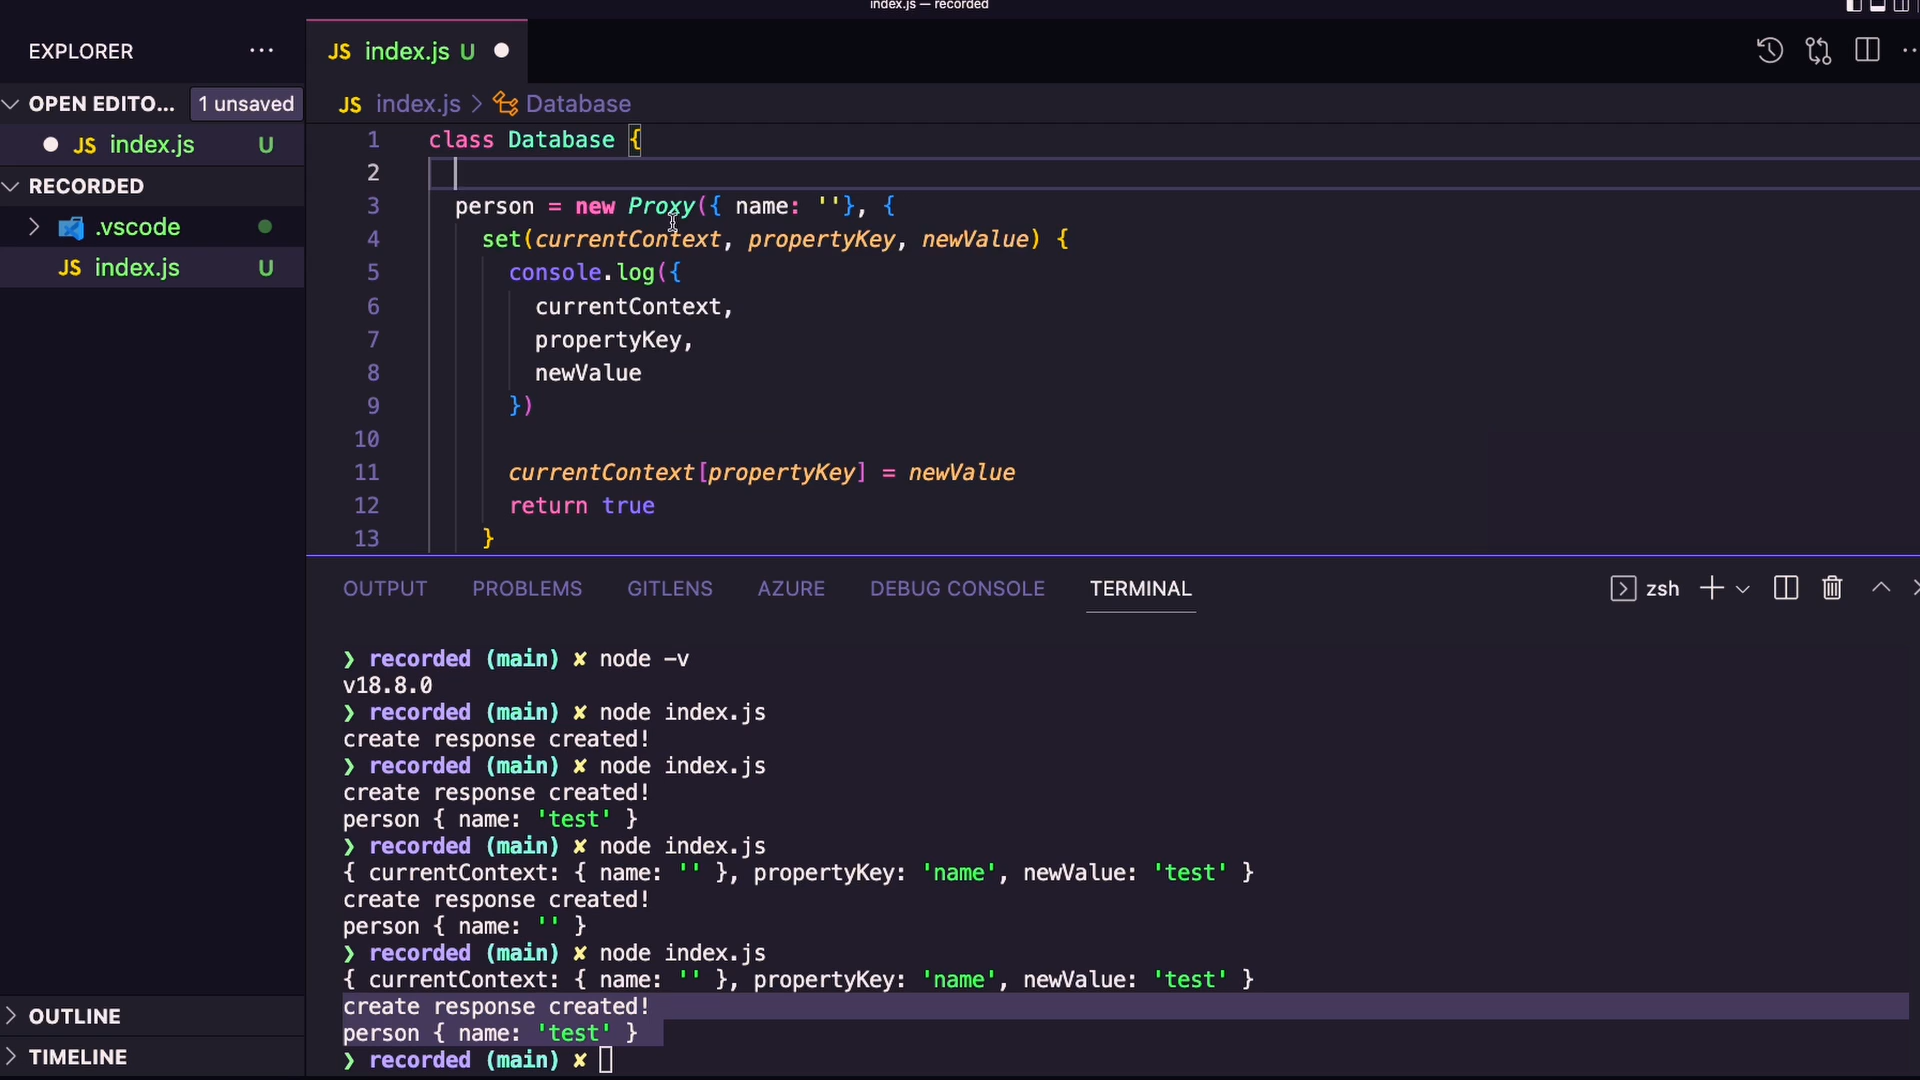 index.js — recorded
EXPLORER ···
JS index.js U
OPEN EDITO... 1 unsaved
JS index.js > Database
JS index.js U
RECORDED
.vscode
JS index.js U
1 class Database {
2
3 person = new Proxy({ name: ''}, {
4 set(currentContext, propertyKey, newValue) {
5 console.log({
6 currentContext,
7 propertyKey,
8 newValue
9 })
10
11 currentContext[propertyKey] = newValue
12 return true
13 }
OUTPUT PROBLEMS GITLENS AZURE DEBUG CONSOLE TERMINAL zsh
❯ recorded (main) ✘ node -v
v18.8.0
❯ recorded (main) ✘ node index.js
create response created!
❯ recorded (main) ✘ node index.js
create response created!
person { name: 'test' }
❯ recorded (main) ✘ node index.js
{ currentContext: { name: '' }, propertyKey: 'name', newValue: 'test' }
create response created!
person { name: '' }
❯ recorded (main) ✘ node index.js
{ currentContext: { name: '' }, propertyKey: 'name', newValue: 'test' }
create response created!
person { name: 'test' }
❯ recorded (main) ✘
OUTLINE
TIMELINE